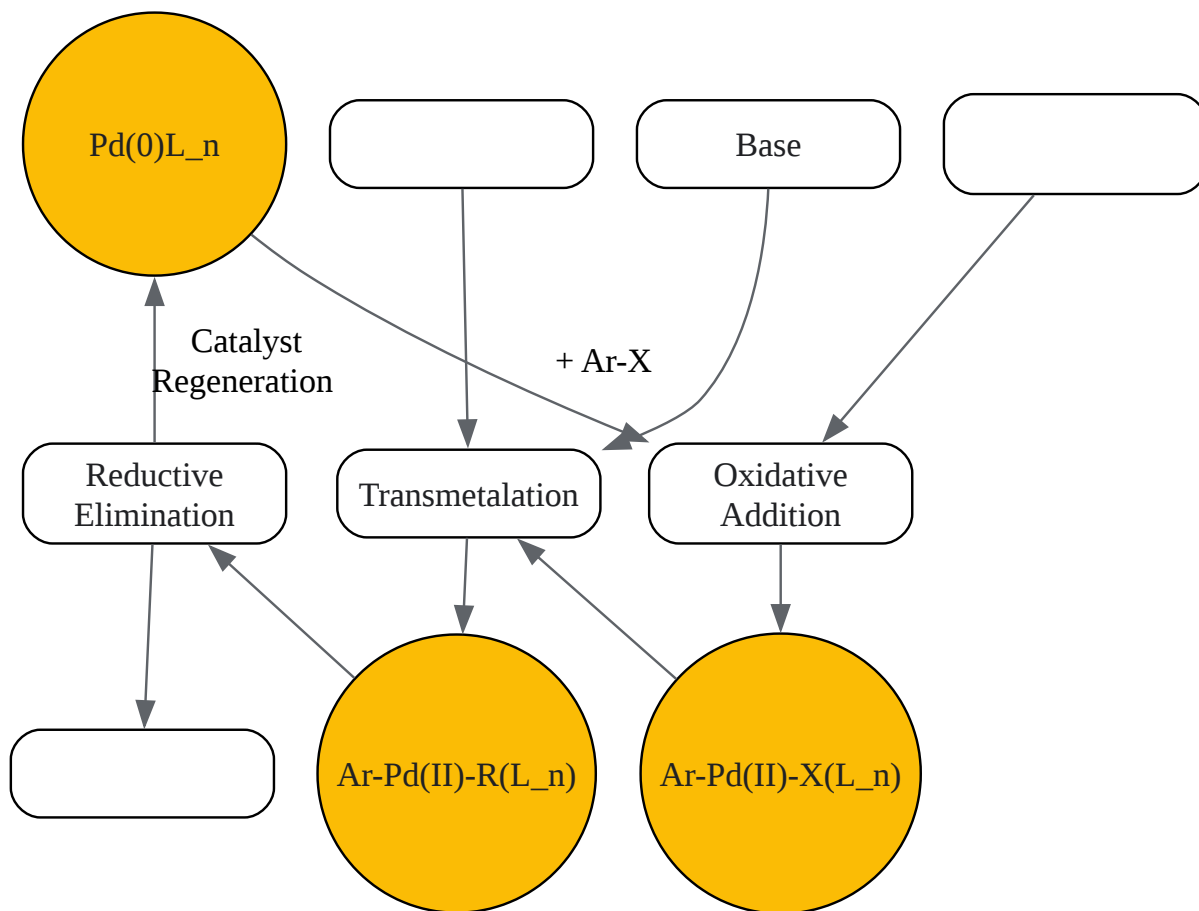 Pd(0)L_n
Base
Catalyst
Regeneration
+ Ar-X
Reductive
Elimination
Transmetalation
Oxidative
Addition
Ar-Pd(II)-R(L_n)
Ar-Pd(II)-X(L_n)